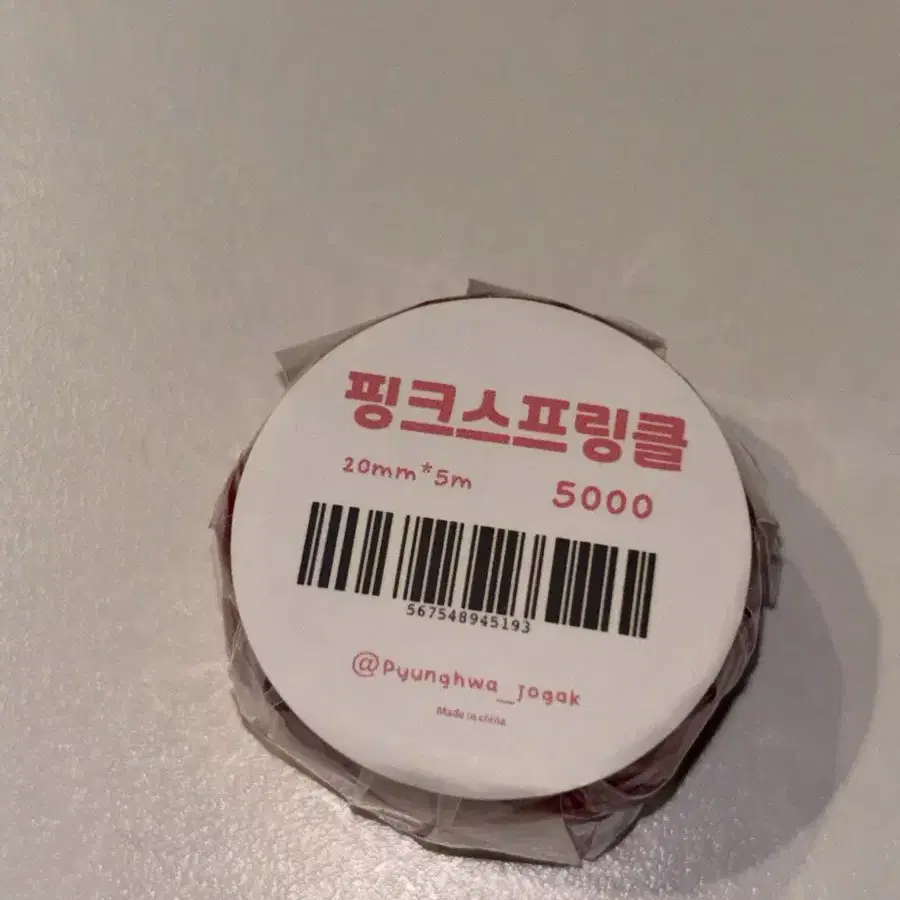 핑크스프링클
20mm*5m 5000
567548945193
@Pyunghwa_jogak
Made in china